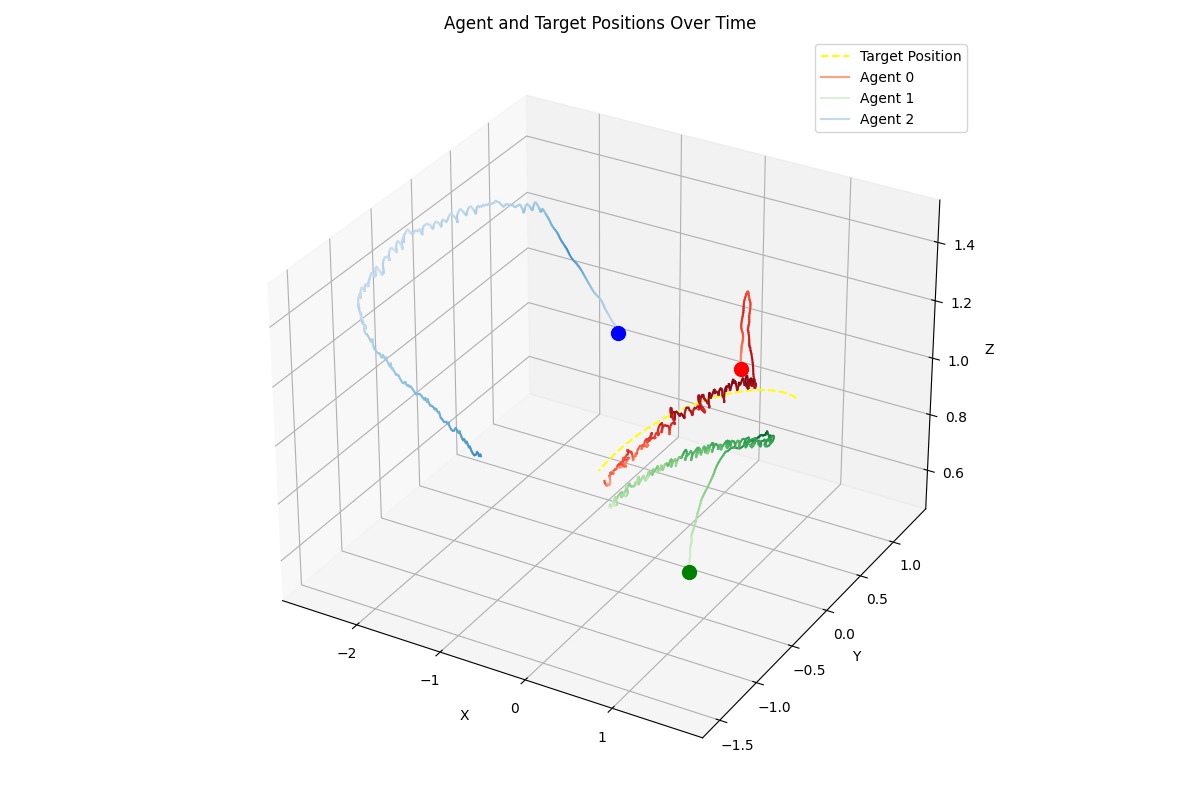 Agent and Target Positions Over Time
Target Position
Agent 0
Agent 1
Agent 2
1.4
1.2
Z
1.0
0.8
0.6
1.0
0.5
0.0
Y
−0.5
−1.0
−1.5
−2
−1
X
0
1